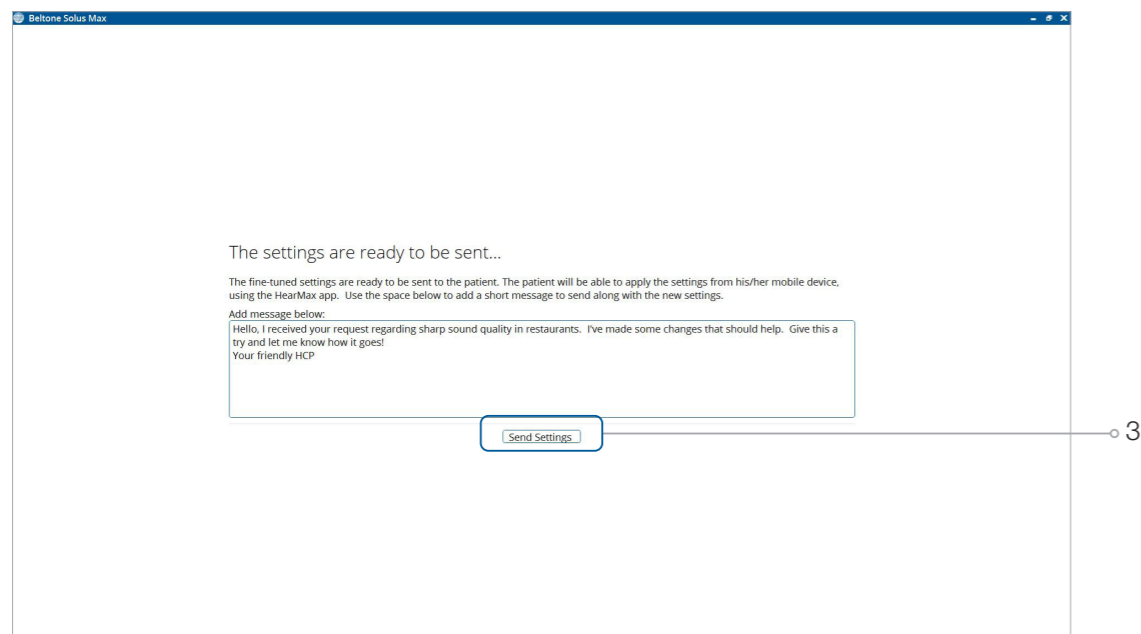 Beltone Solus Max
The settings are ready to be sent...
The fine-tuned settings are ready to be sent to the patient. The patient will be able to apply the settings from his/her mobile device,
using the HearMax app.  Use the space below to add a short message to send along with the new settings.
Add message below:
Hello, I received your request regarding sharp sound quality in restaurants.  I've made some changes that should help.  Give this a
try and let me know how it goes!
Your friendly HCP
Send Settings
3